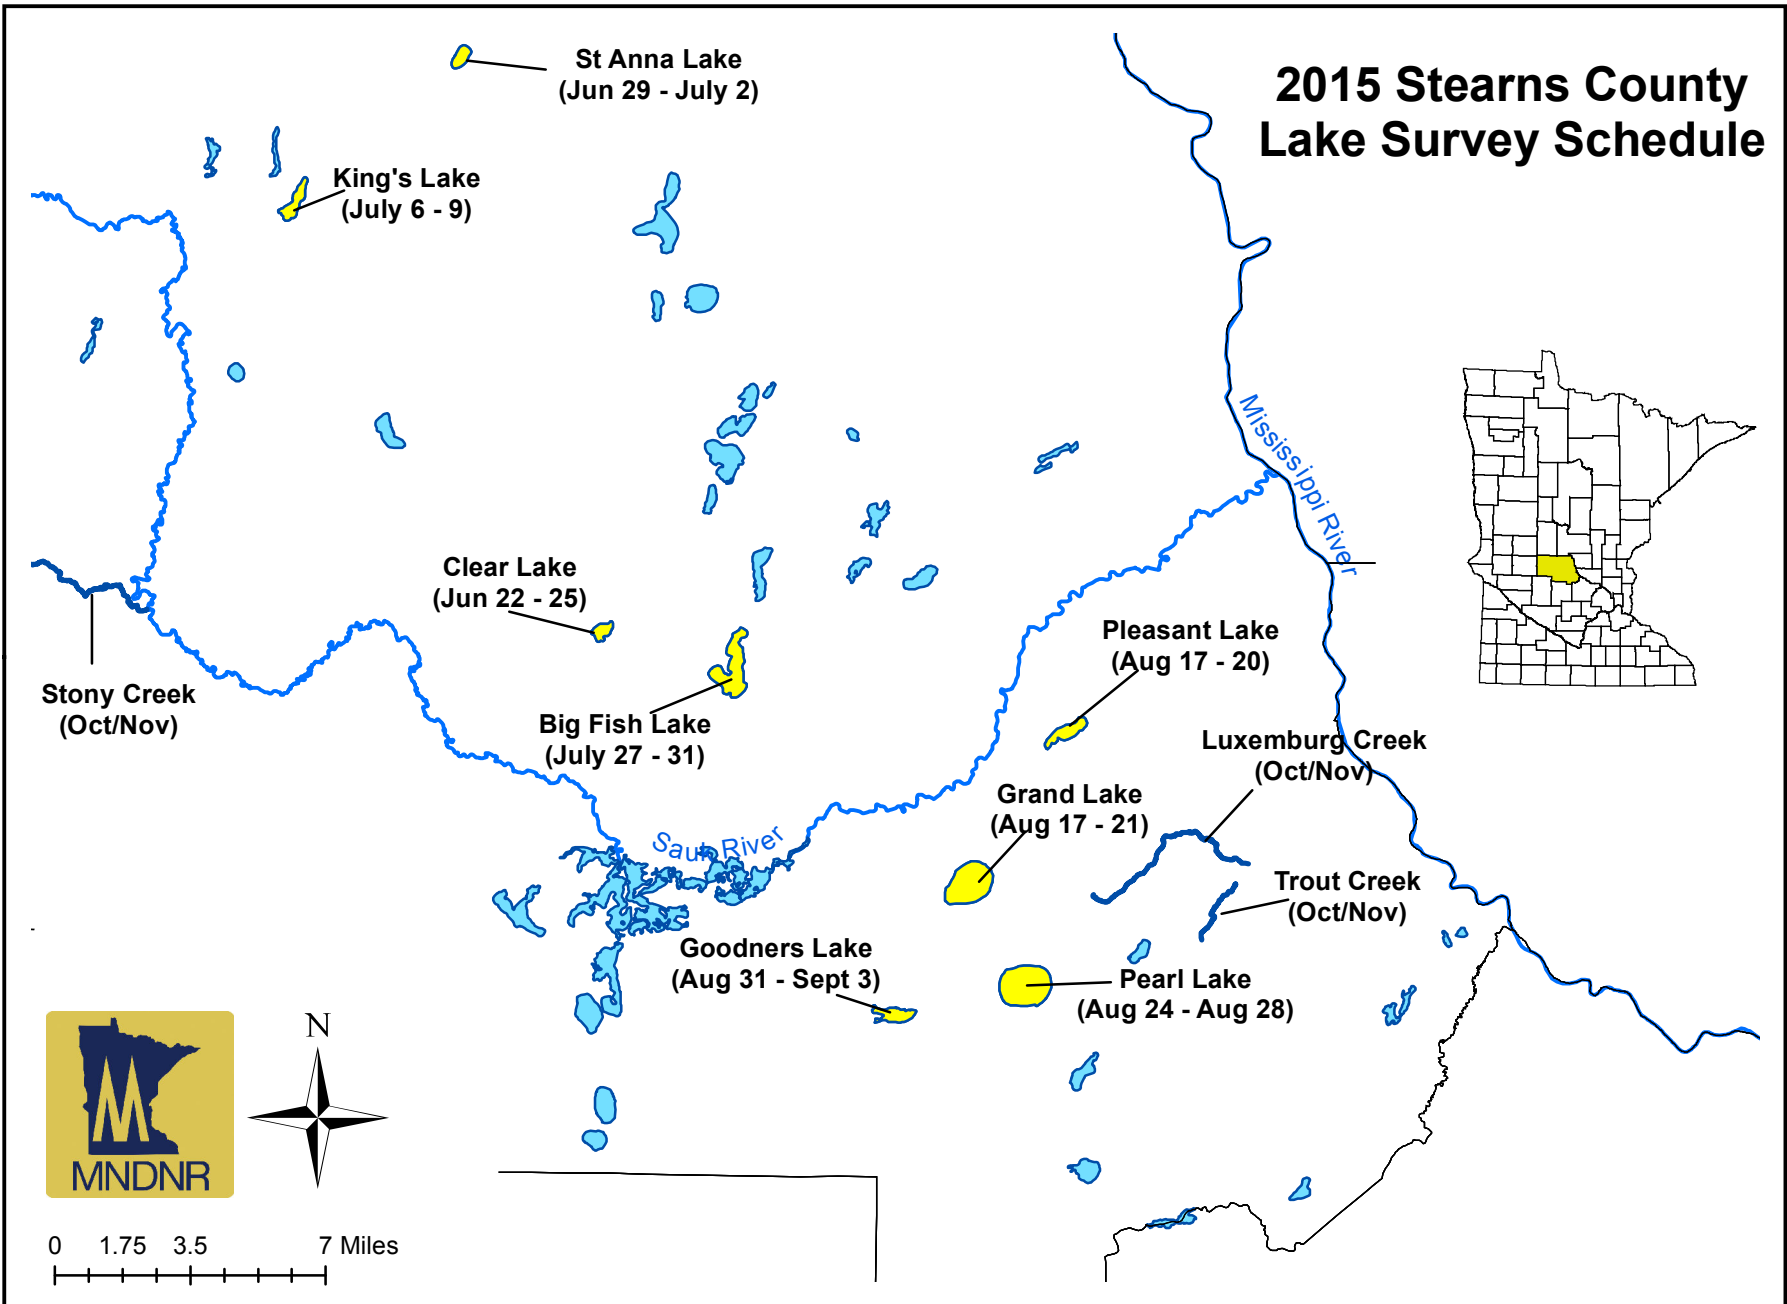 2015 Stearns County
Lake Survey Schedule
St Anna Lake
(Jun 29 - July 2)
King's Lake
(July 6 - 9)
Mississippi River
Clear Lake
(Jun 22 - 25)
Pleasant Lake
(Aug 17 - 20)
Stony Creek
(Oct/Nov)
Big Fish Lake
(July 27 - 31)
Luxemburg Creek
(Oct/Nov)
Grand Lake
(Aug 17 - 21)
Sauk River
Trout Creek
(Oct/Nov)
Goodners Lake
(Aug 31 - Sept 3)
Pearl Lake
(Aug 24 - Aug 28)
N
M
MNDNR
0 1.75 3.5 7 Miles